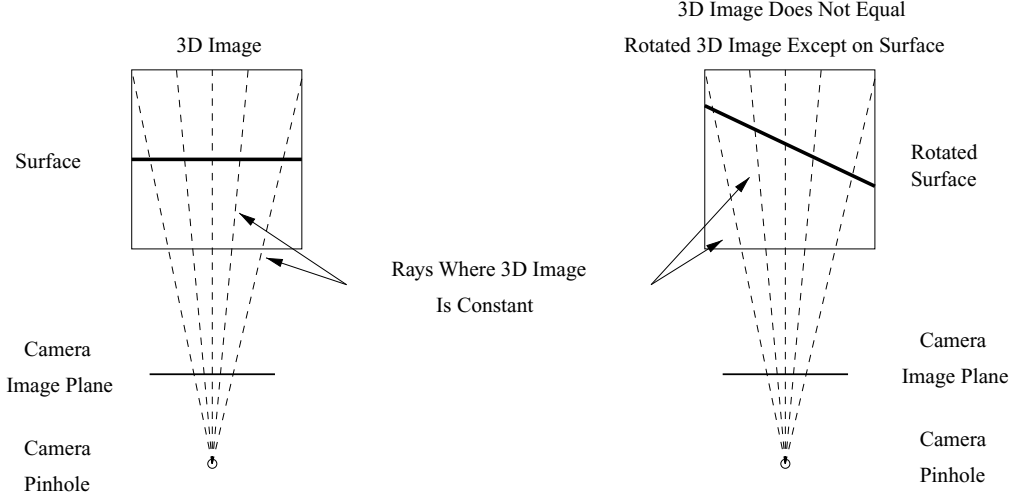 3D Image
Surface
Camera
Image Plane
Camera
Pinhole
Rays Where 3D Image
Is Constant
3D Image Does Not Equal
Rotated 3D Image Except on Surface
Rotated
Surface
Camera
Image Plane
Camera
Pinhole